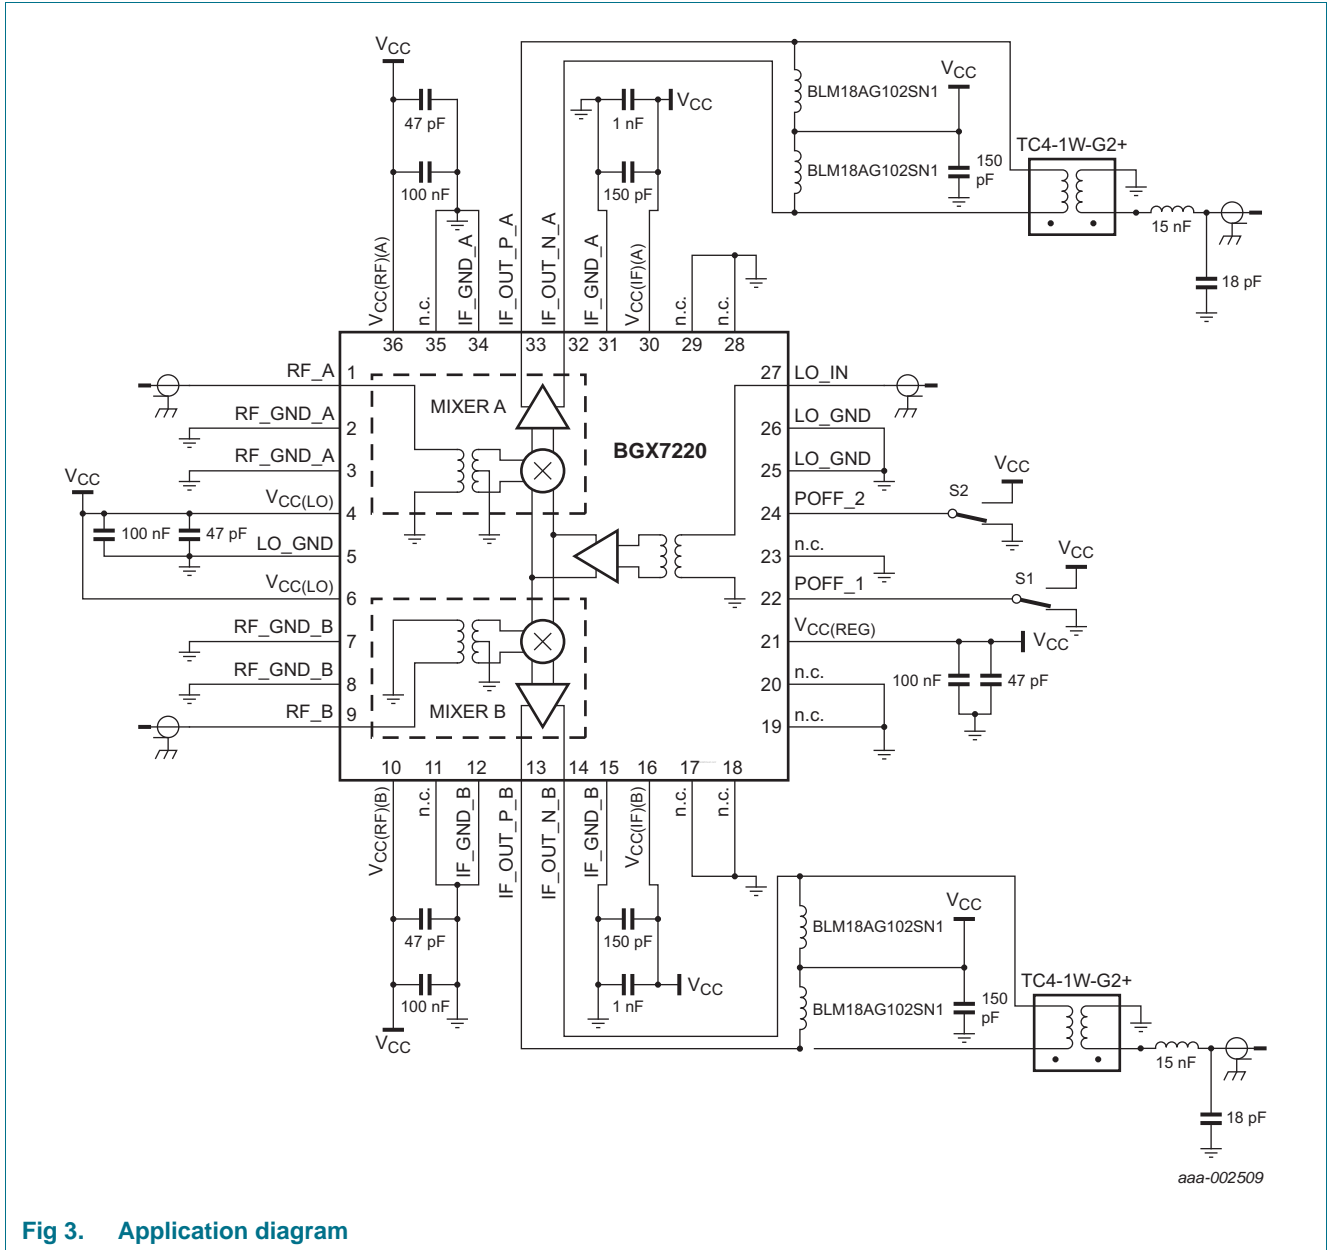 VCC
VCC
47 pF
1 nF
VCC
BLM18AG102SN1
100 nF
150 pF
BLM18AG102SN1
150
pF
TC4-1W-G2+
15 nF
18 pF
VCC(RF)(A)
n.c.
IF_GND_A
IF_OUT_P_A
IF_OUT_N_A
IF_GND_A
VCC(IF)(A)
n.c.
n.c.
36 35 34 33 32 31 30 29 28
RF_A 1
RF_GND_A 2
RF_GND_A 3
VCC
VCC(LO) 4
100 nF 47 pF
LO_GND 5
VCC(LO) 6
RF_GND_B 7
RF_GND_B 8
RF_B 9
MIXER A
BGX7220
MIXER B
27 LO_IN
26 LO_GND
25 LO_GND
24 POFF_2
S2
VCC
23 n.c.
22 POFF_1
S1
VCC
21 VCC(REG)
VCC
100 nF 47 pF
20 n.c.
19 n.c.
10 11 12 13 14 15 16 17 18
VCC(RF)(B)
n.c.
IF_GND_B
IF_OUT_P_B
IF_OUT_N_B
IF_GND_B
VCC(IF)(B)
n.c.
n.c.
47 pF
150 pF
100 nF
1 nF
VCC
VCC
BLM18AG102SN1
VCC
BLM18AG102SN1
150
pF
TC4-1W-G2+
15 nF
18 pF
aaa-002509
Fig 3. Application diagram